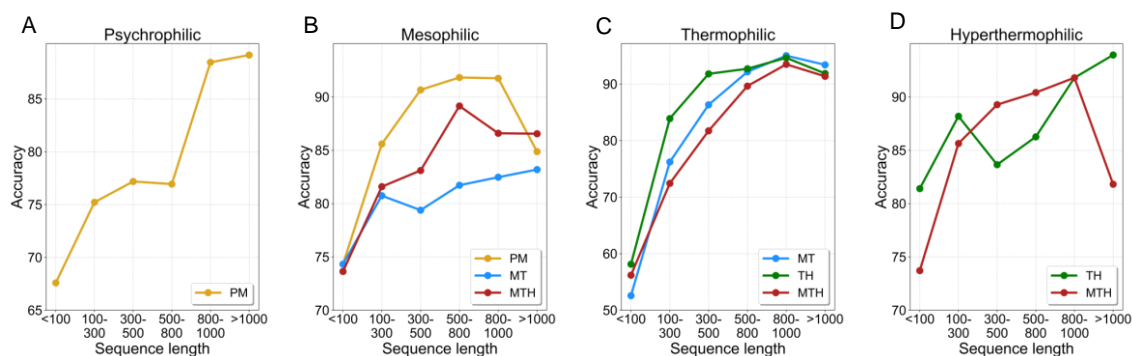 A
Psychrophilic
Accuracy
85
80
75
70
65
<100
100-
300
300-
500
500-
800
800-
1000
>1000
Sequence length
PM
B
Mesophilic
Accuracy
90
85
80
75
70
<100
100-
300
300-
500
500-
800
800-
1000
>1000
Sequence length
PM
MT
MTH
C
Thermophilic
Accuracy
90
80
70
60
50
<100
100-
300
300-
500
500-
800
800-
1000
>1000
Sequence length
MT
TH
MTH
D
Hyperthermophilic
Accuracy
90
85
80
75
70
<100
100-
300
300-
500
500-
800
800-
1000
>1000
Sequence length
TH
MTH